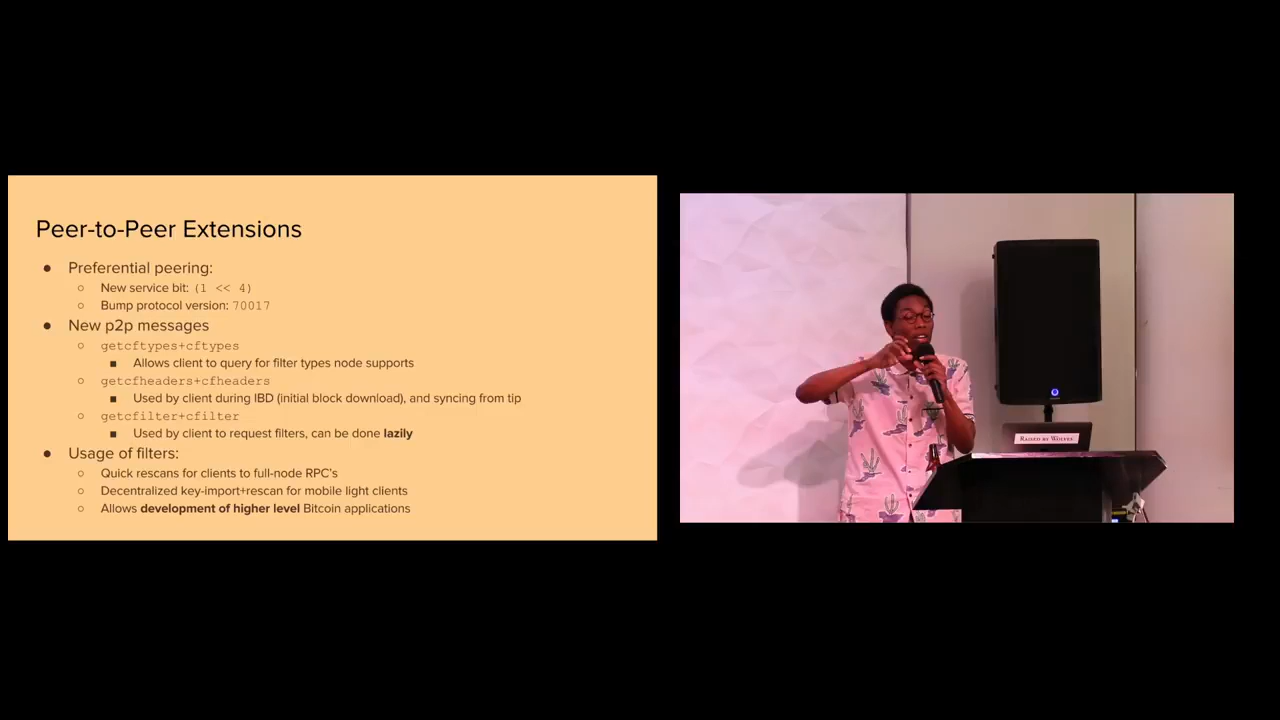 Peer-to-Peer Extensions
● Preferential peering:
○ New service bit: (1 << 4)
○ Bump protocol version: 70017
● New p2p messages
○ getcftypes+cftypes
■ Allows client to query for filter types node supports
○ getcfheaders+cfheaders
■ Used by client during IBD (initial block download), and syncing from tip
○ getcfilter+cfilter
■ Used by client to request filters, can be done lazily
● Usage of filters:
○ Quick rescans for clients to full-node RPC's
○ Decentralized key-import+rescan for mobile light clients
○ Allows development of higher level Bitcoin applications
RAISED BY WOLVES